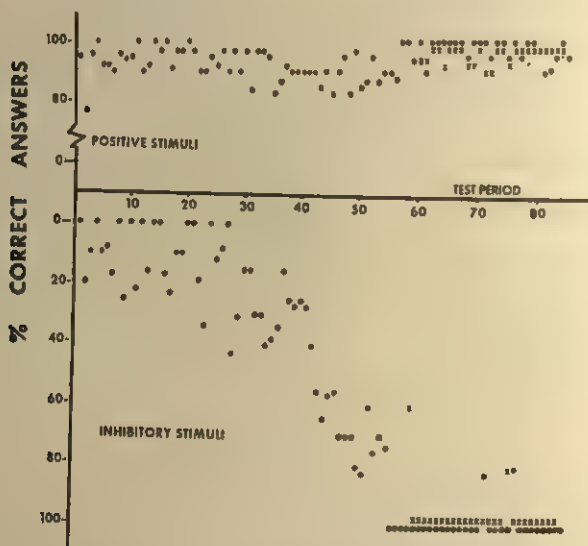 % CORRECT ANSWERS
100-
80-
POSITIVE STIMULI
0-
TEST PERIOD
10 20 30 40 50 60 70 80
0-
20-
40-
60-
INHIBITORY STIMULI
80-
100-